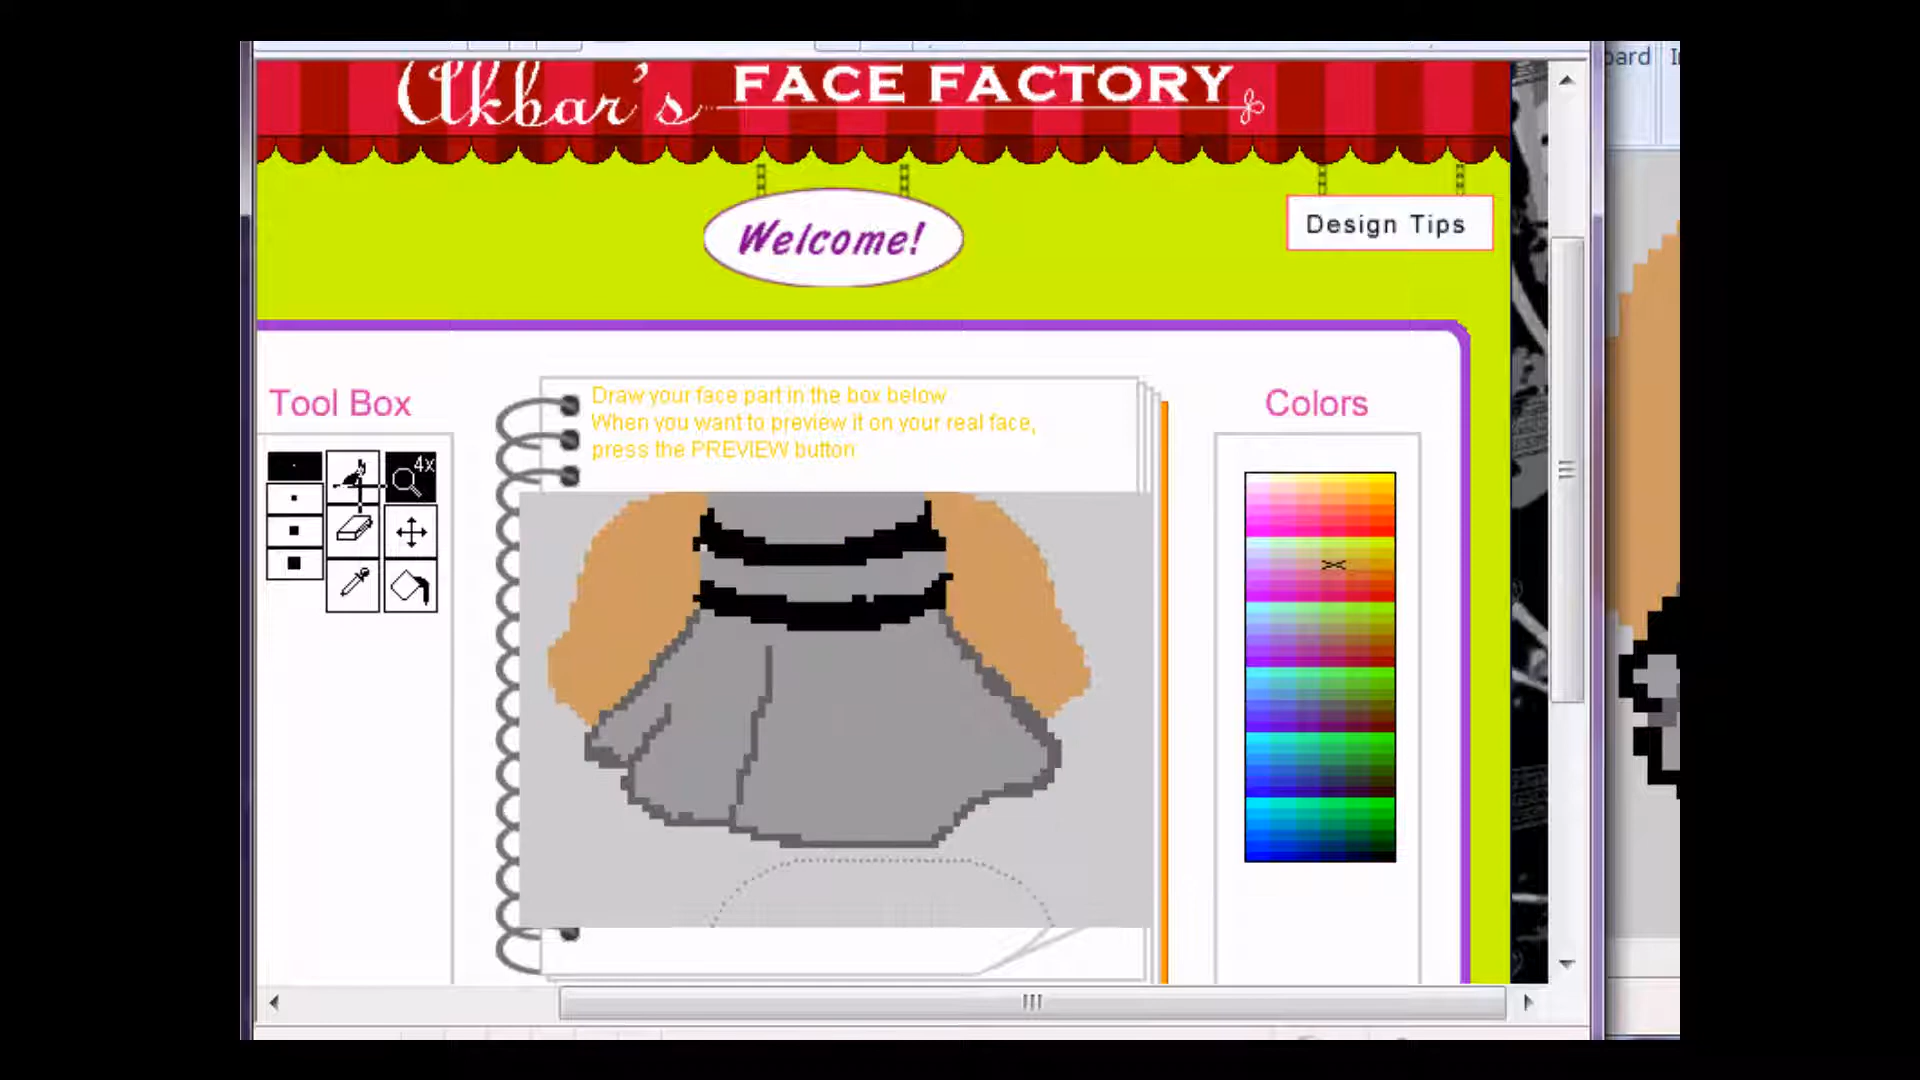 Akbar's FACE FACTORY
Welcome!
Design Tips
Tool Box
4x
Draw your face part in the box below
When you want to preview it on your real face,
press the PREVIEW button
Colors